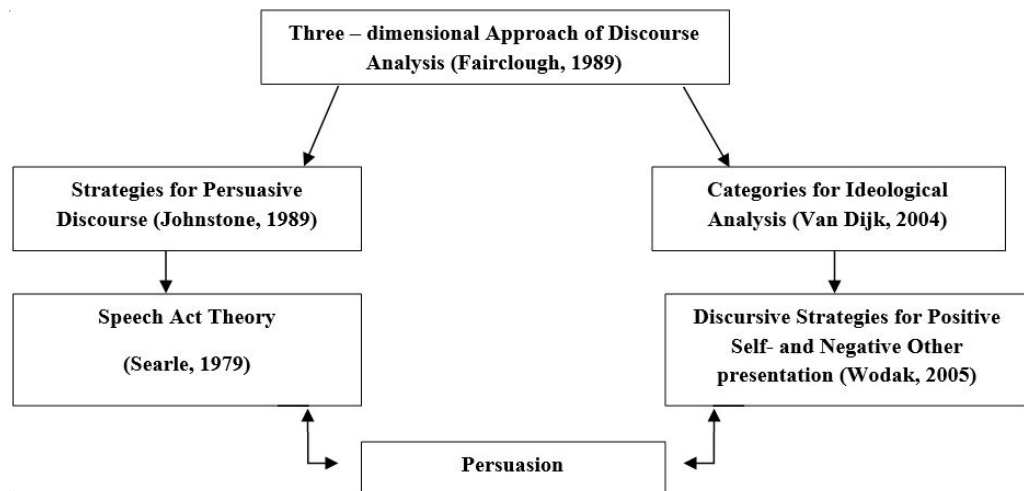 Three – dimensional Approach of Discourse
Analysis (Fairclough, 1989)
Strategies for Persuasive
Discourse (Johnstone, 1989)
Categories for Ideological
Analysis (Van Dijk, 2004)
Speech Act Theory
(Searle, 1979)
Discursive Strategies for Positive
Self- and Negative Other
presentation (Wodak, 2005)
Persuasion